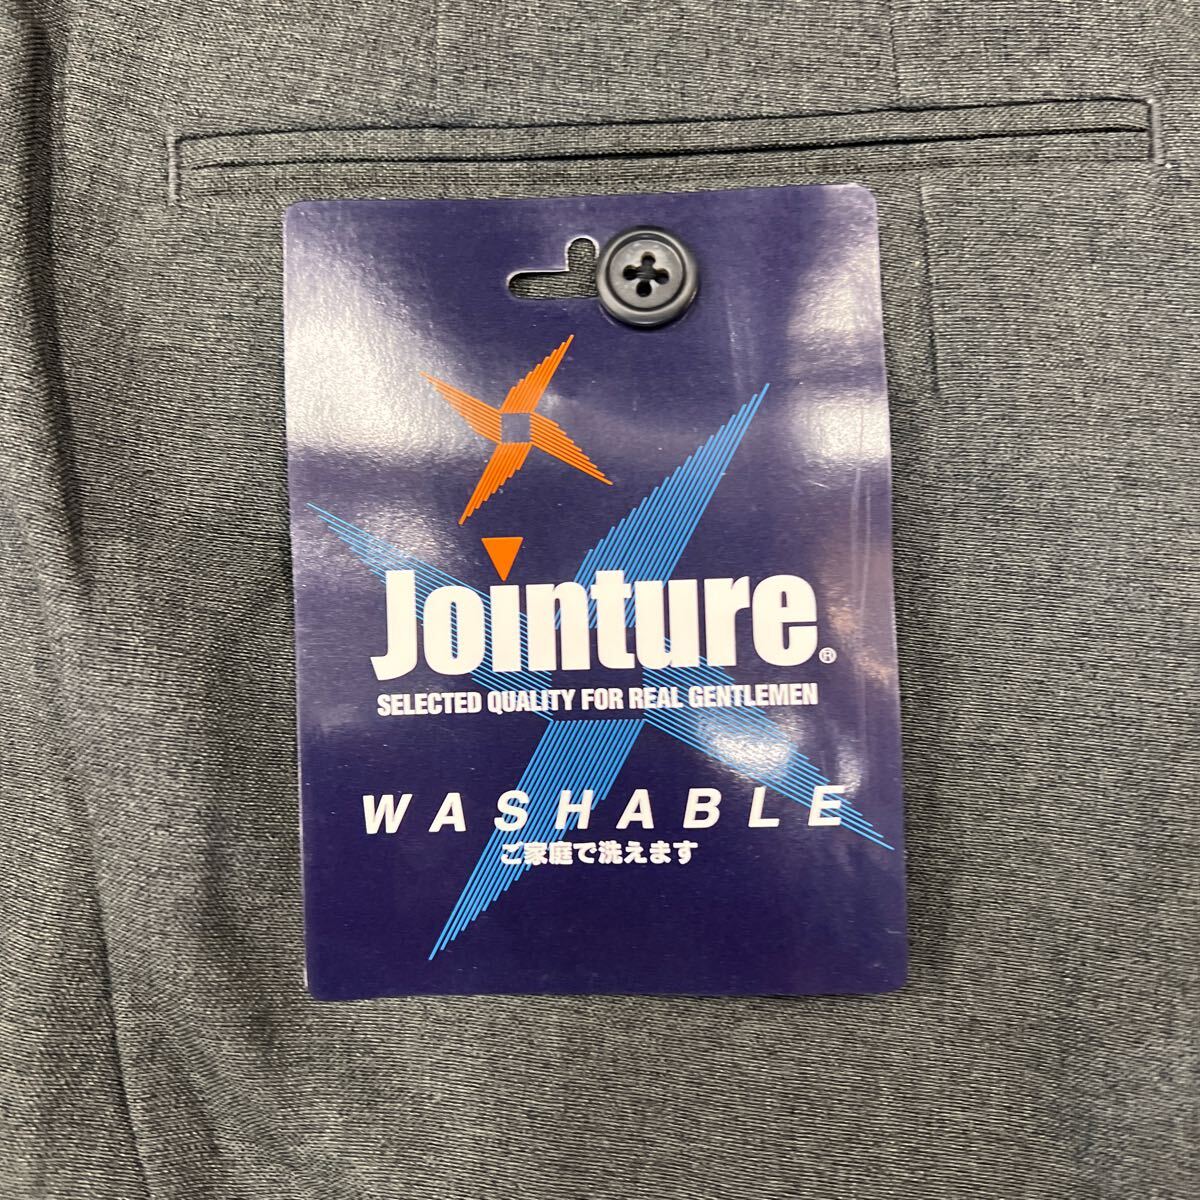 Jointure®
SELECTED QUALITY FOR REAL GENTLEMEN
WASHABLE
ご家庭で洗えます